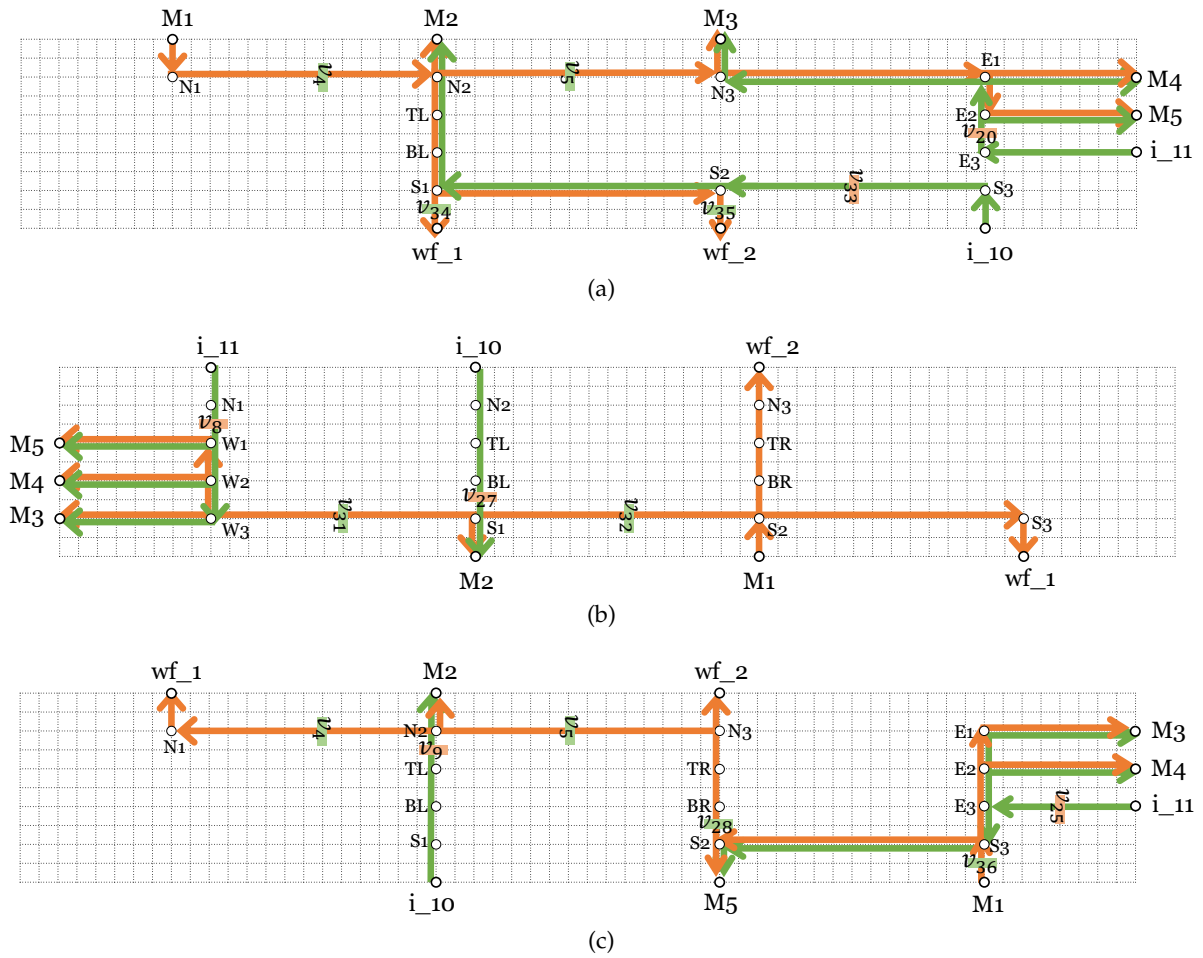 M1 M2 M3
E1
N1 v4 N2 v5 N3 M4
TL E2 M5
v20
BL E3 i_11
S1 S2 v33 S3
v34 v35
wf_1 wf_2 i_10
(a)
i_11 i_10 wf_2
N1 N2 N3
v8
M5 W1 TL TR
M4 W2 BL BR
v27
M3 W3 v31 S1 v32 S2 S3
M2 M1 wf_1
(b)
wf_1 M2 wf_2
N1 v4 N2 v5 N3 E1 M3
v9
TL TR E2 M4
BL BR E3 v25 i_11
v28
S1 S2 S3
v36
i_10 M5 M1
(c)